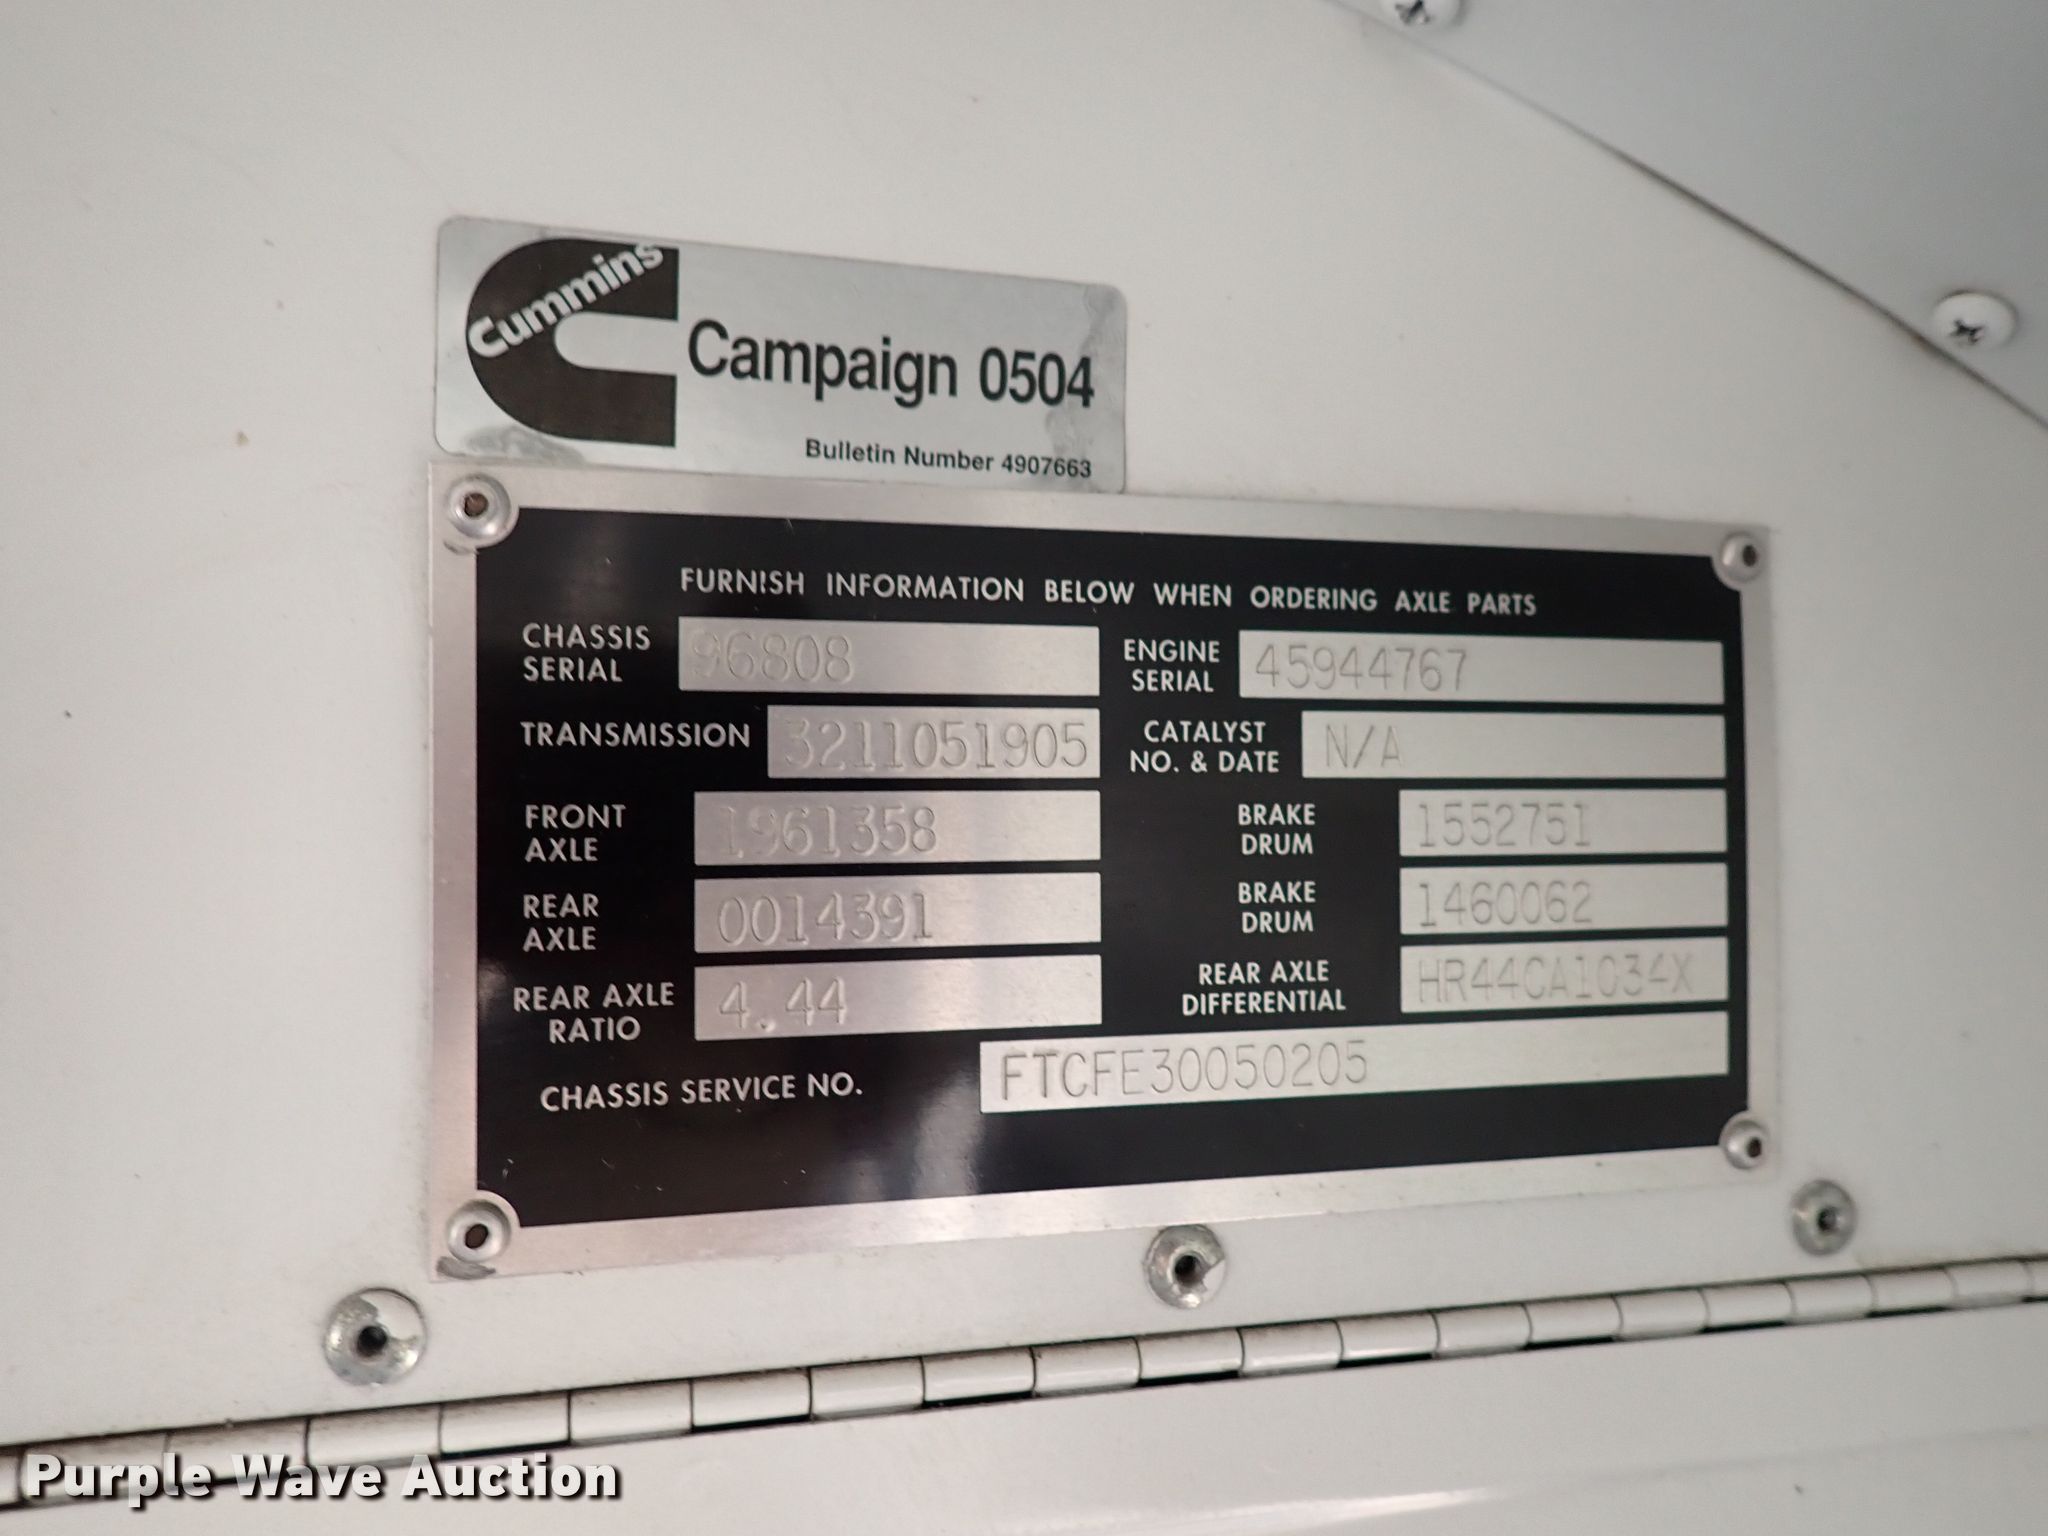 Cummins
Campaign 0504
Bulletin Number 4907663
FURNISH INFORMATION BELOW WHEN ORDERING AXLE PARTS
CHASSIS SERIAL 96808 ENGINE SERIAL 45944767
TRANSMISSION 3211051905 CATALYST NO. & DATE N/A
FRONT AXLE 1961358 BRAKE DRUM 1552751
REAR AXLE 0014391 BRAKE DRUM 1460062
REAR AXLE RATIO 4.44 REAR AXLE DIFFERENTIAL HR44CA1034X
CHASSIS SERVICE NO. FTCFE30050205
Purple Wave Auction